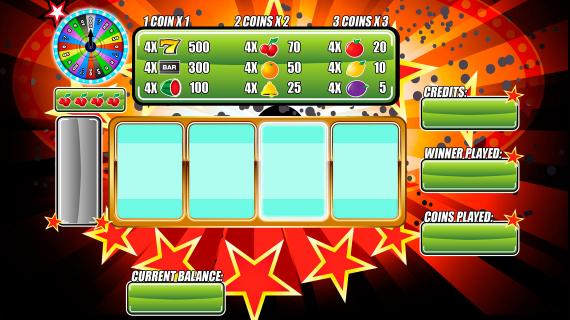 1 COIN X 1 2 COINS X 2 3 COINS X 3
4X 7 500 4X 70 4X 20
4X BAR 300 4X 50 4X 10
4X 100 4X 25 4X 5
CREDITS:
WINNER PLAYED:
COINS PLAYED:
CURRENT BALANCE: